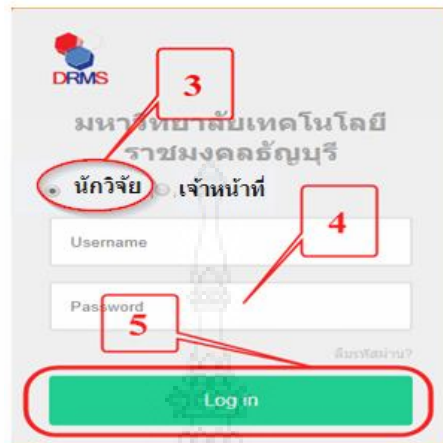 DRMS
3
มหาวิทยาลัยเทคโนโลยี
ราชมงคลธัญบุรี
นักวิจัย เจ้าหน้าที่
4
Username
Password
5
ลืมรหัสผ่าน?
Log in